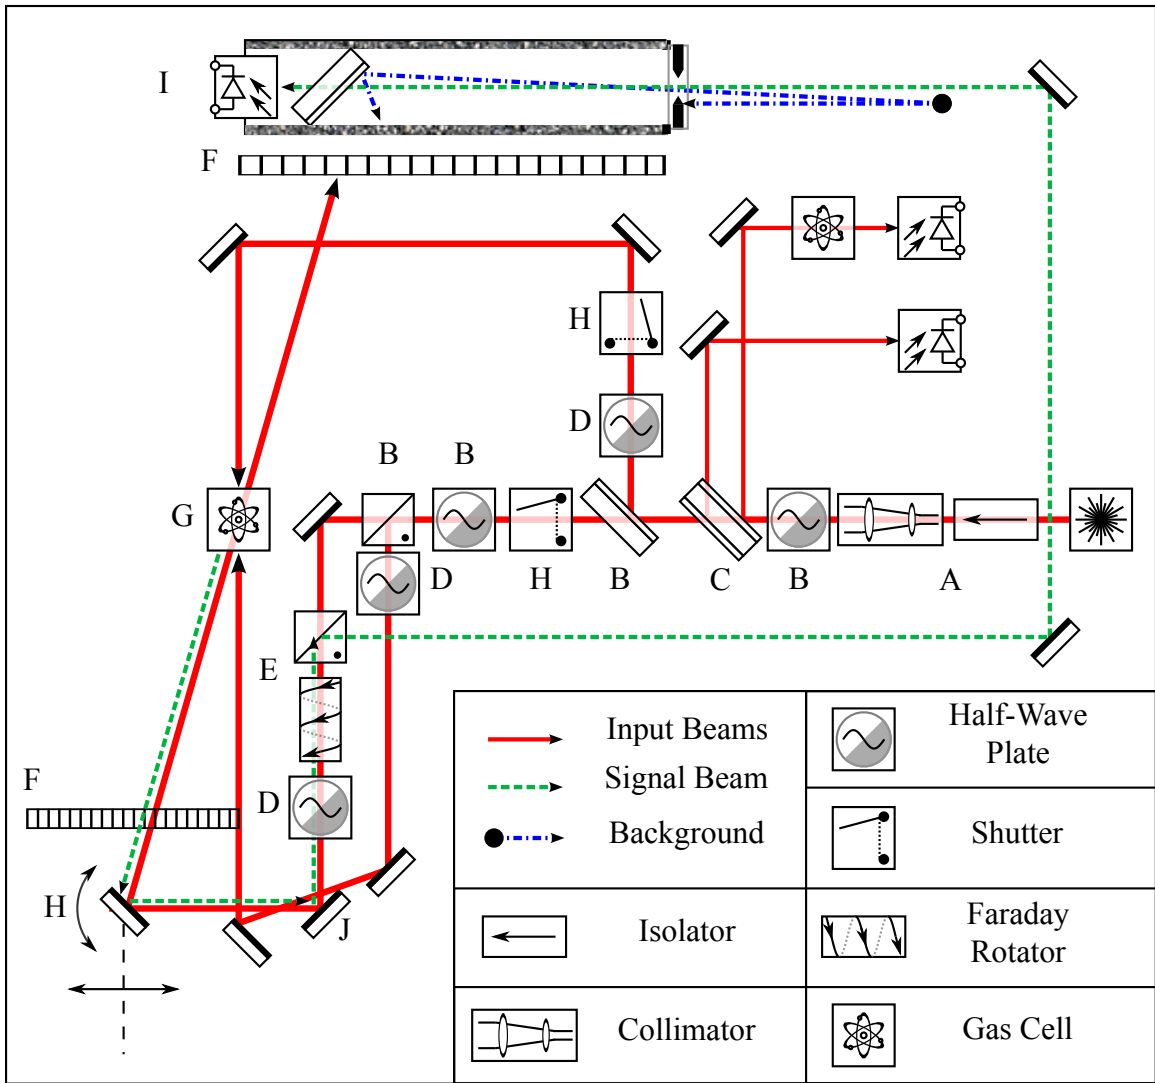 I
F
H
D
B
B
G
D
H
B
C
B
A
E
F
D
H
J
Input Beams
Signal Beam
Background
Half-Wave
Plate
Shutter
Isolator
Faraday
Rotator
Collimator
Gas Cell